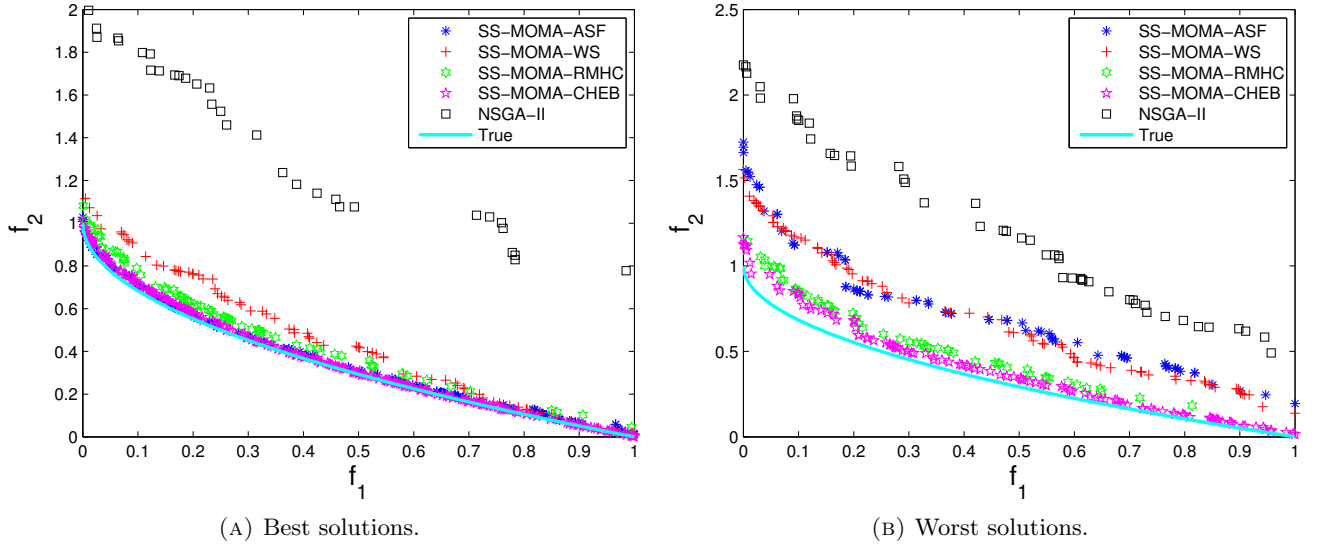 2
1.8
1.6
1.4
1.2
1
0.8
0.6
0.4
0.2
0
f_2
SS-MOMA-ASF
SS-MOMA-WS
SS-MOMA-RMHC
SS-MOMA-CHEB
NSGA-II
True
0 0.1 0.2 0.3 0.4 0.5 0.6 0.7 0.8 0.9 1
f_1
(A) Best solutions.
2.5
2
1.5
1
0.5
0
f_2
SS-MOMA-ASF
SS-MOMA-WS
SS-MOMA-RMHC
SS-MOMA-CHEB
NSGA-II
True
0 0.1 0.2 0.3 0.4 0.5 0.6 0.7 0.8 0.9 1
f_1
(B) Worst solutions.